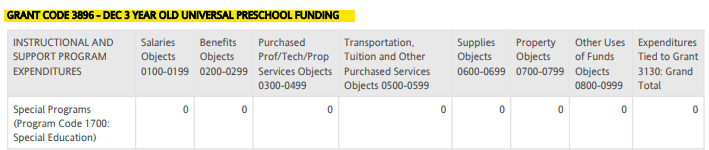 GRANT CODE 3896 – DEC 3 YEAR OLD UNIVERSAL PRESCHOOL FUNDING
INSTRUCTIONAL AND SUPPORT PROGRAM EXPENDITURES
Salaries Objects 0100-0199
Benefits Objects 0200-0299
Purchased Prof/Tech/Prop Services Objects 0300-0499
Transportation, Tuition and Other Purchased Services Objects 0500-0599
Supplies Objects 0600-0699
Property Objects 0700-0799
Other Uses of Funds Objects 0800-0999
Expenditures Tied to Grant 3130: Grand Total
Special Programs (Program Code 1700: Special Education)
0 0 0 0 0 0 0 0